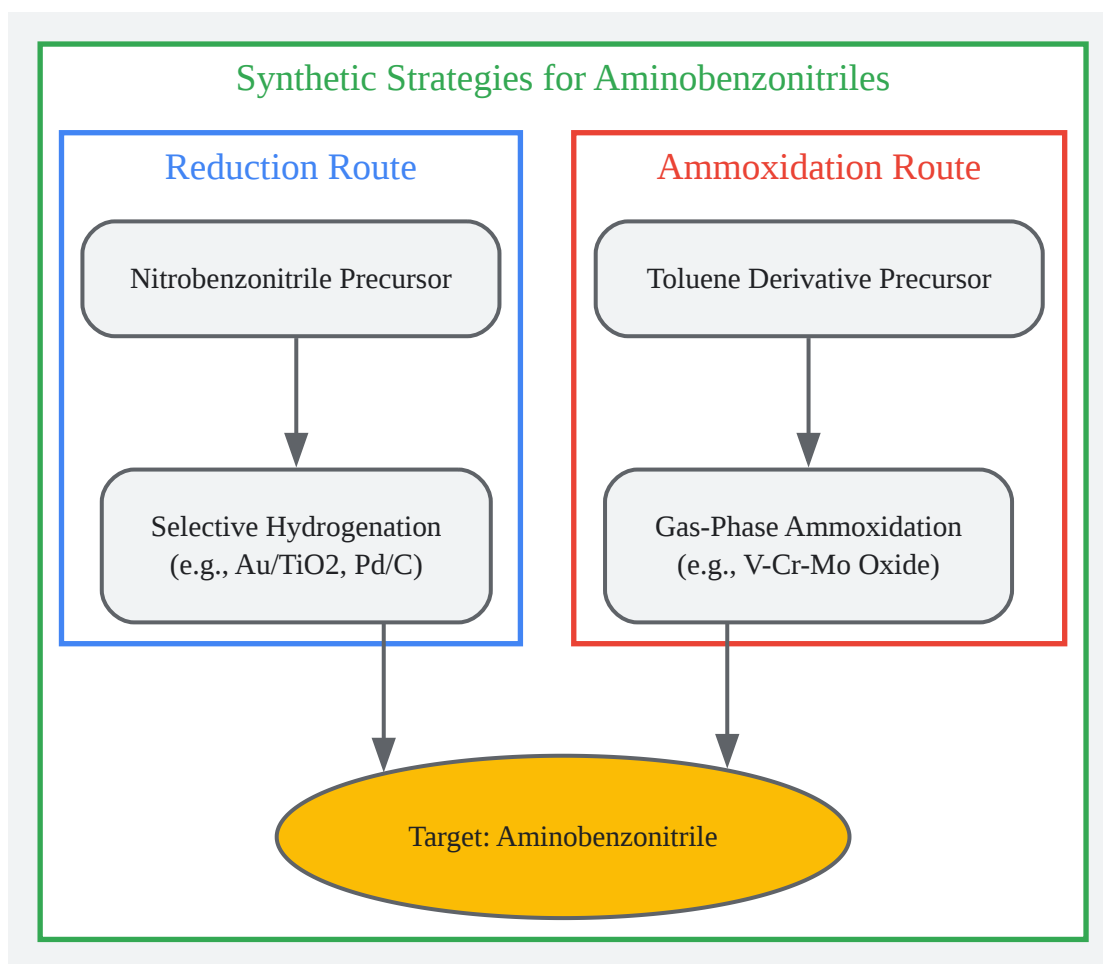 Synthetic Strategies for Aminobenzonitriles
Reduction Route
Nitrobenzonitrile Precursor
Selective Hydrogenation
(e.g., Au/TiO2, Pd/C)
Ammoxidation Route
Toluene Derivative Precursor
Gas-Phase Ammoxidation
(e.g., V-Cr-Mo Oxide)
Target: Aminobenzonitrile